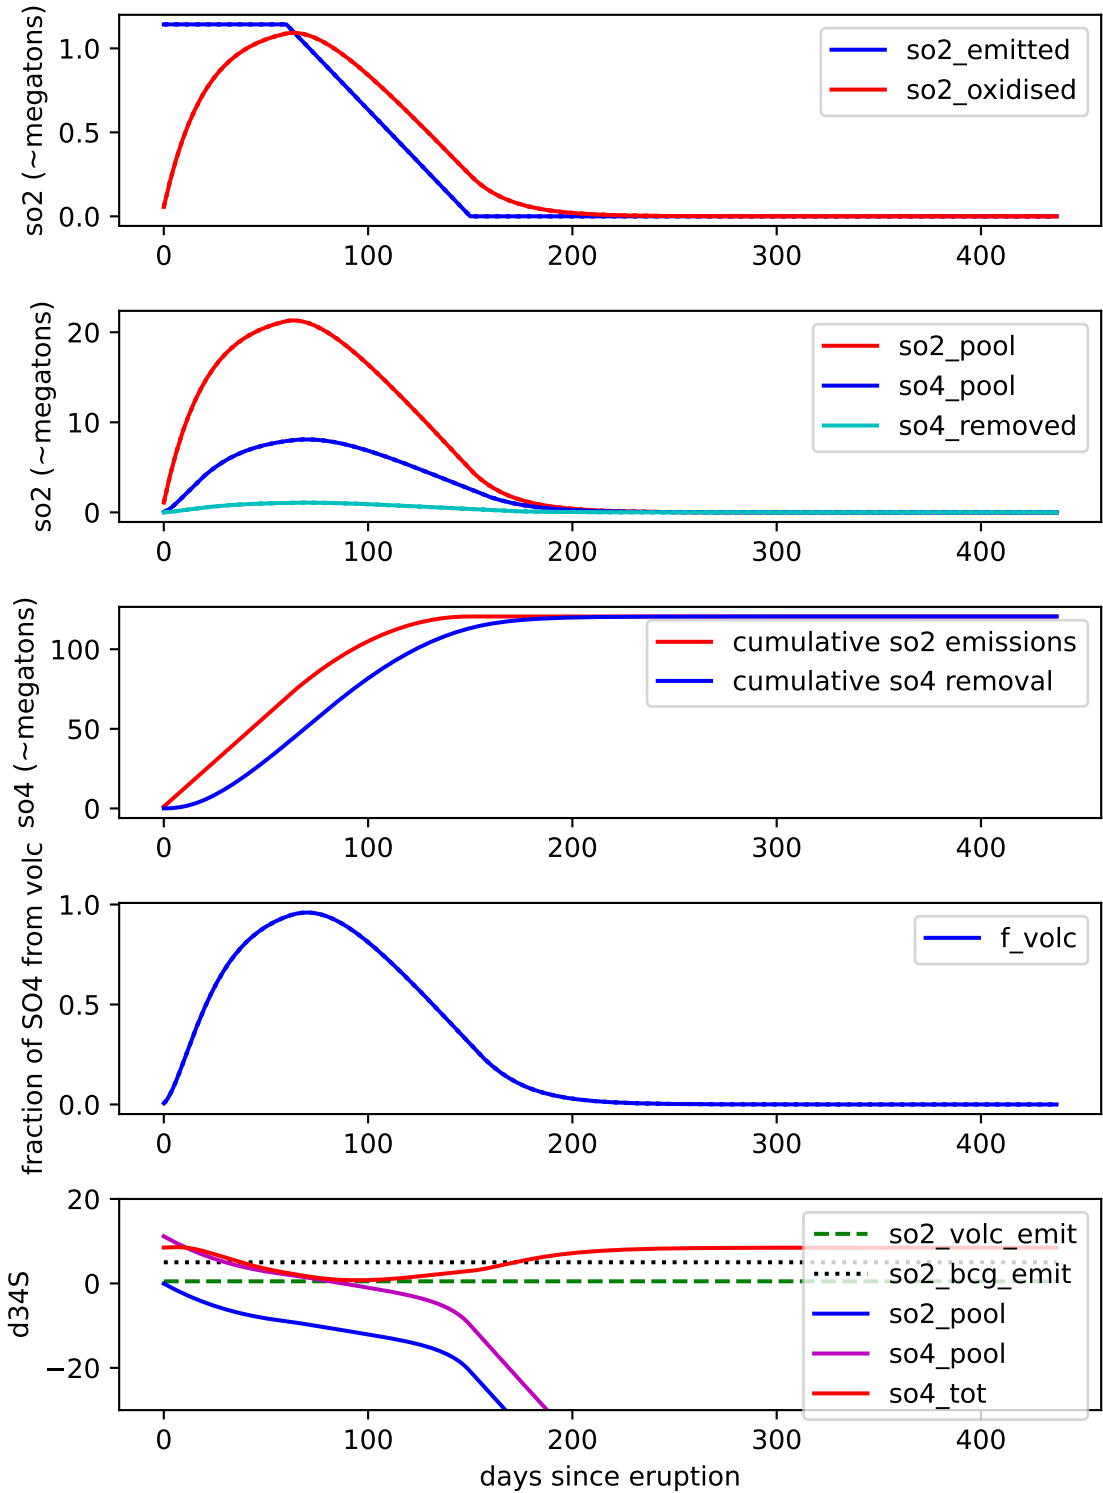 so2 (~megatons)
1.0
0.5
0.0
so2_emitted
so2_oxidised
0 100 200 300 400
so2 (~megatons)
20
10
0
so2_pool
so4_pool
so4_removed
0 100 200 300 400
so4 (~megatons)
100
50
0
cumulative so2 emissions
cumulative so4 removal
0 100 200 300 400
fraction of SO4 from volc
1.0
0.5
0.0
f_volc
0 100 200 300 400
d34S
20
0
−20
so2_volc_emit
so2_bcg_emit
so2_pool
so4_pool
so4_tot
0 100 200 300 400
days since eruption